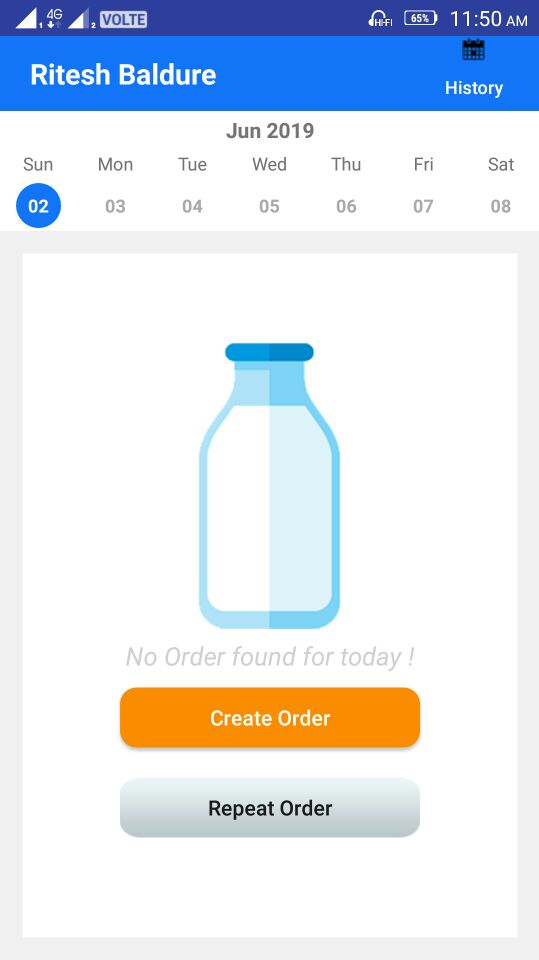 4G 1 2 VOLTE HI-FI 65% 11:50 AM
Ritesh Baldure
History
Jun 2019
Sun Mon Tue Wed Thu Fri Sat
02 03 04 05 06 07 08
No Order found for today !
Create Order
Repeat Order